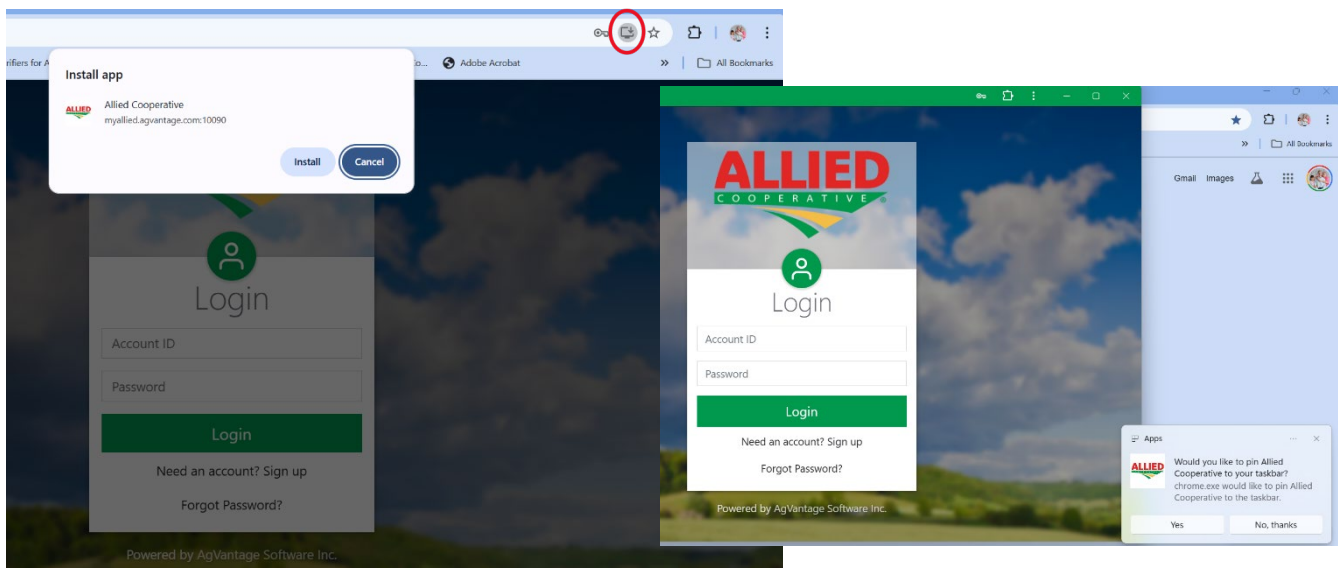 rifiers for A
o...
Adobe Acrobat
»
All Bookmarks
Install app
ALLIED
Allied Cooperative
myallied.agvantage.com:10090
Install
Cancel
Login
Account ID
Password
Login
Need an account? Sign up
Forgot Password?
Powered by AgVantage Software Inc.
»
All Bookmarks
Gmail
Images
ALLIED
COOPERATIVE
Login
Account ID
Password
Login
Need an account? Sign up
Forgot Password?
Powered by AgVantage Software Inc.
Apps
ALLIED
Would you like to pin Allied
Cooperative to your taskbar?
chrome.exe would like to pin Allied
Cooperative to the taskbar.
Yes
No, thanks